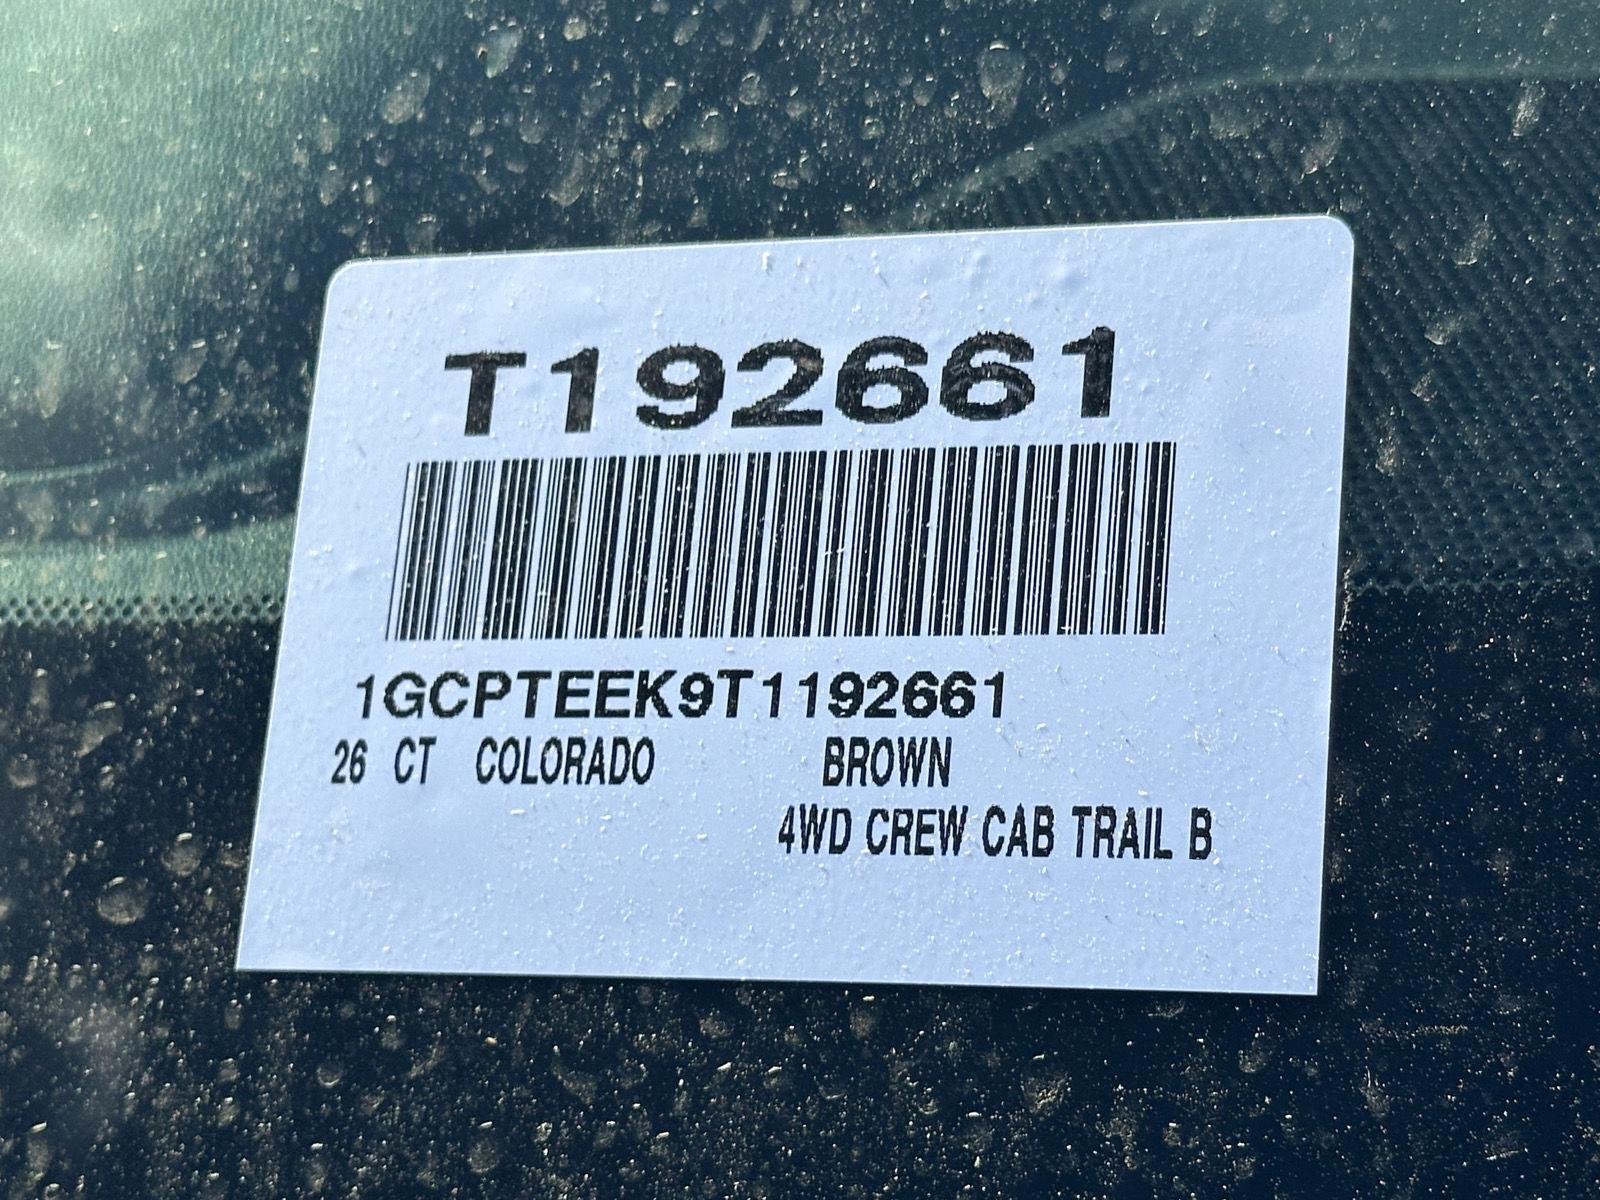 T192661
1GCPTEEK9T1192661
26 CT COLORADO BROWN
4WD CREW CAB TRAIL B